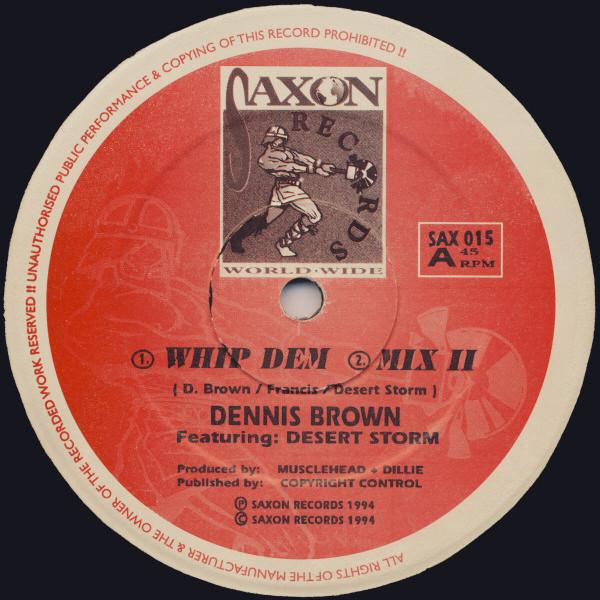 ALL RIGHTS OF THE MANUFACTURER & THE OWNER OF THE RECORDED WORK RESERVED !! UNAUTHORISED PUBLIC PERFORMANCE & COPYING OF THIS RECORD PROHIBITED !!
SAXON
RECORDS
WORLD·WIDE
SAX 015
A 45 RPM
1. WHIP DEM 2. MIX II
( D. Brown / Francis / Desert Storm )
DENNIS BROWN
Featuring: DESERT STORM
Produced by: MUSCLEHEAD + DILLIE
Published by: COPYRIGHT CONTROL
℗ SAXON RECORDS 1994
© SAXON RECORDS 1994